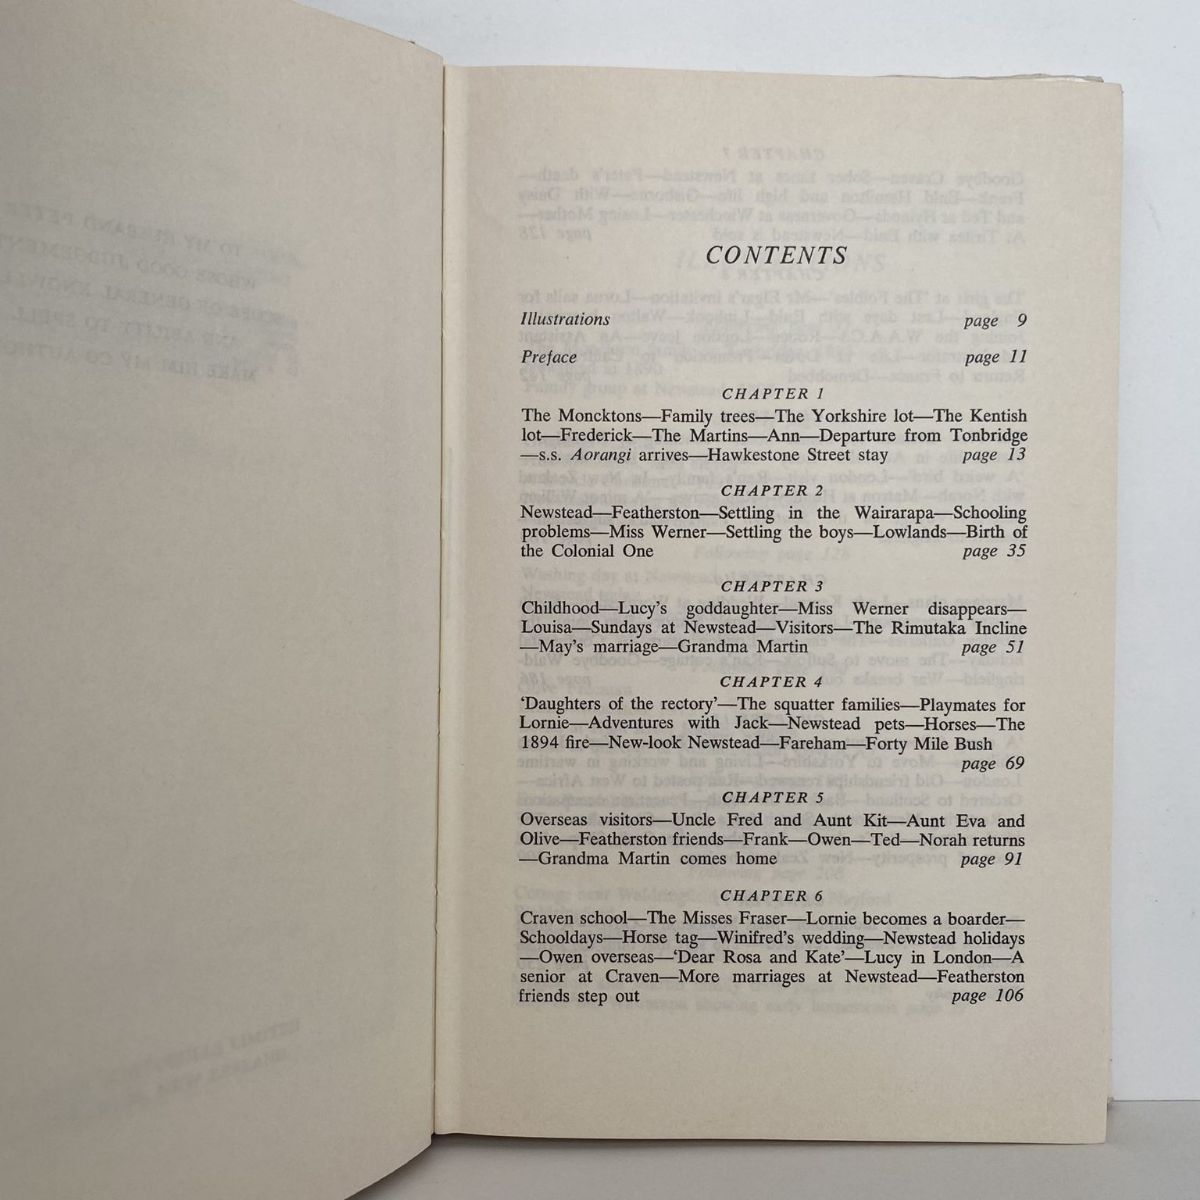 CONTENTS
Illustrations page 9
Preface page 11
CHAPTER 1
The Moncktons—Family trees—The Yorkshire lot—The Kentish
lot—Frederick—The Martins—Ann—Departure from Tonbridge
—s.s. Aorangi arrives—Hawkestone Street stay page 13
CHAPTER 2
Newstead—Featherston—Settling in the Wairarapa—Schooling
problems—Miss Werner—Settling the boys—Lowlands—Birth of
the Colonial One page 35
CHAPTER 3
Childhood—Lucy's goddaughter—Miss Werner disappears—
Louisa—Sundays at Newstead—Visitors—The Rimutaka Incline
—May's marriage—Grandma Martin page 51
CHAPTER 4
'Daughters of the rectory'—The squatter families—Playmates for
Lornie—Adventures with Jack—Newstead pets—Horses—The
1894 fire—New-look Newstead—Fareham—Forty Mile Bush
page 69
CHAPTER 5
Overseas visitors—Uncle Fred and Aunt Kit—Aunt Eva and
Olive—Featherston friends—Frank—Owen—Ted—Norah returns
—Grandma Martin comes home page 91
CHAPTER 6
Craven school—The Misses Fraser—Lornie becomes a boarder—
Schooldays—Horse tag—Winifred's wedding—Newstead holidays
—Owen overseas—'Dear Rosa and Kate'—Lucy in London—A
senior at Craven—More marriages at Newstead—Featherston
friends step out page 106